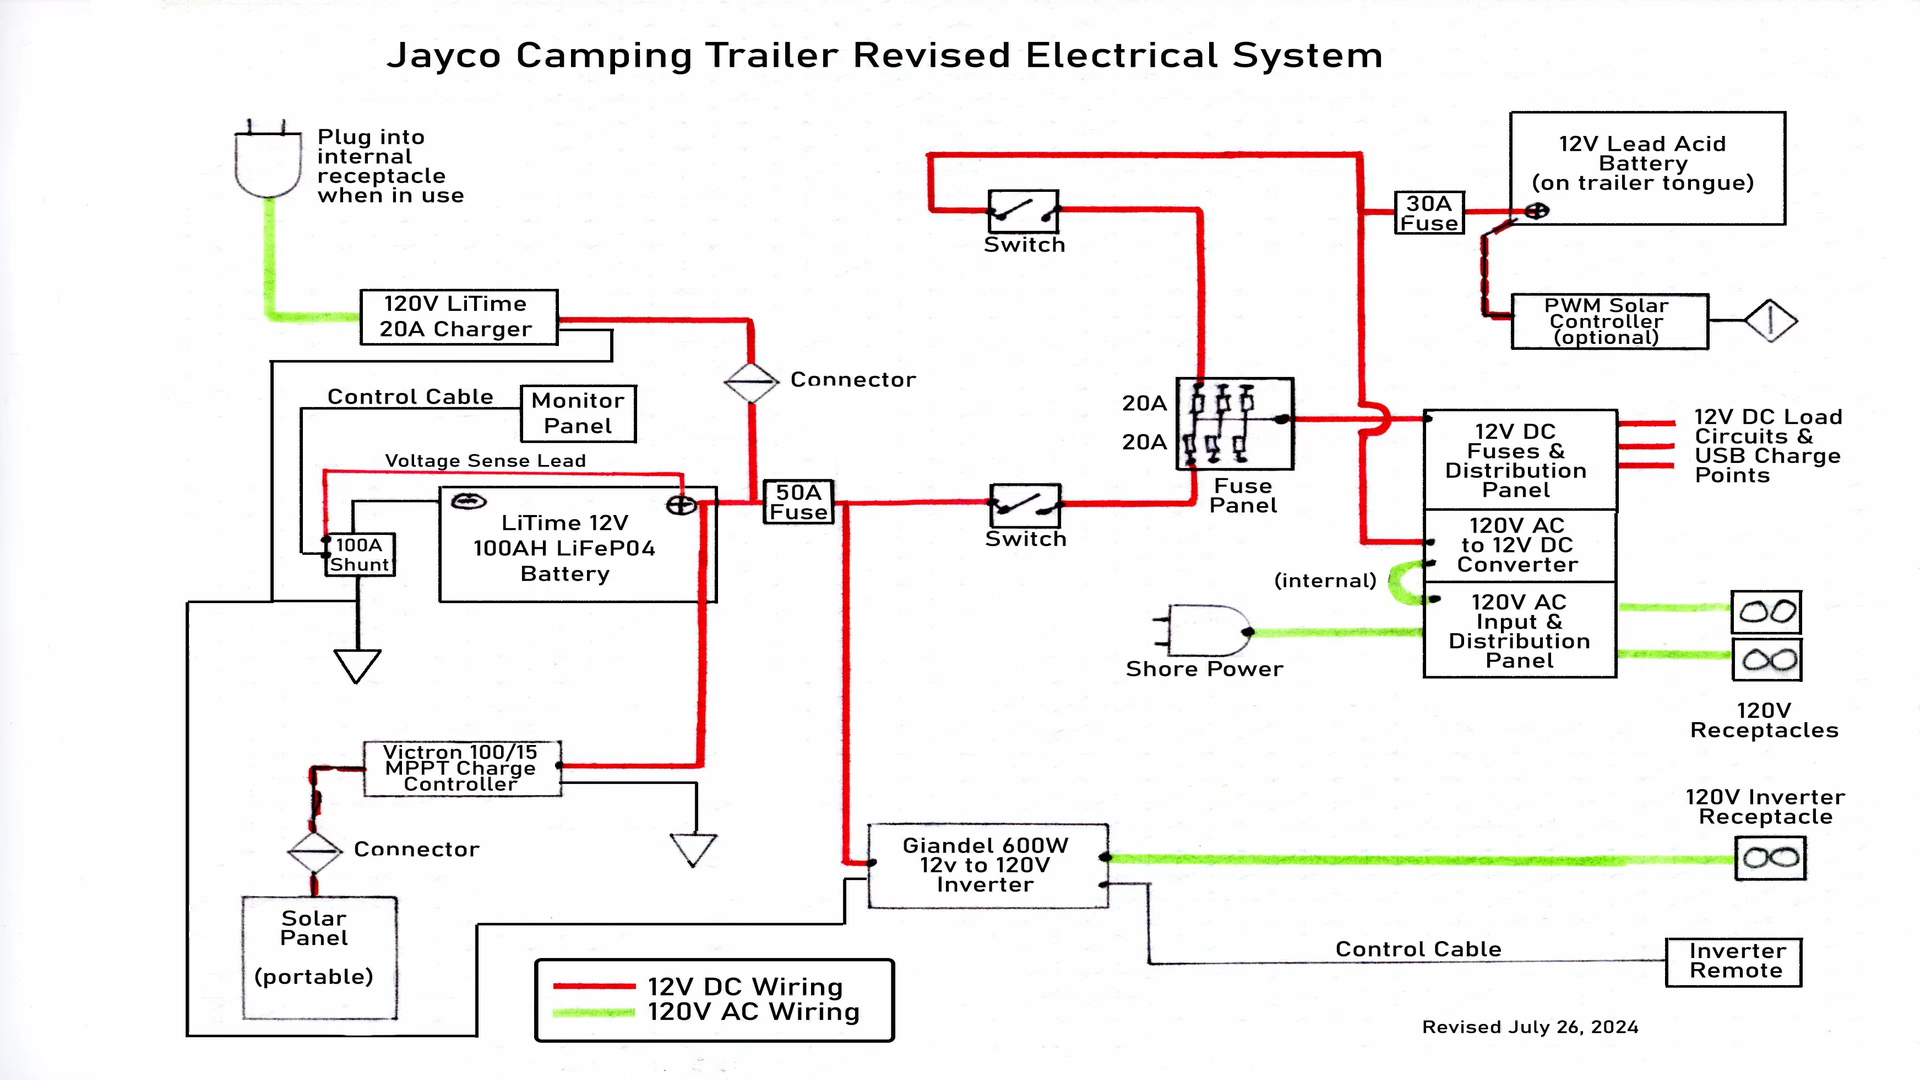 Jayco Camping Trailer Revised Electrical System
Plug into
internal
receptacle
when in use
120V LiTime
20A Charger
Control Cable
Monitor
Panel
Voltage Sense Lead
100A
Shunt
LiTime 12V
100AH LiFeP04
Battery
Connector
50A
Fuse
Switch
Switch
20A
20A
Fuse
Panel
30A
Fuse
12V Lead Acid
Battery
(on trailer tongue)
PWM Solar
Controller
(optional)
12V DC
Fuses &
Distribution
Panel
12V DC Load
Circuits &
USB Charge
Points
120V AC
to 12V DC
Converter
(internal)
120V AC
Input &
Distribution
Panel
Shore Power
120V
Receptacles
Victron 100/15
MPPT Charge
Controller
Connector
Solar
Panel
(portable)
Giandel 600W
12v to 120V
Inverter
120V Inverter
Receptacle
Control Cable
Inverter
Remote
12V DC Wiring
120V AC Wiring
Revised July 26, 2024